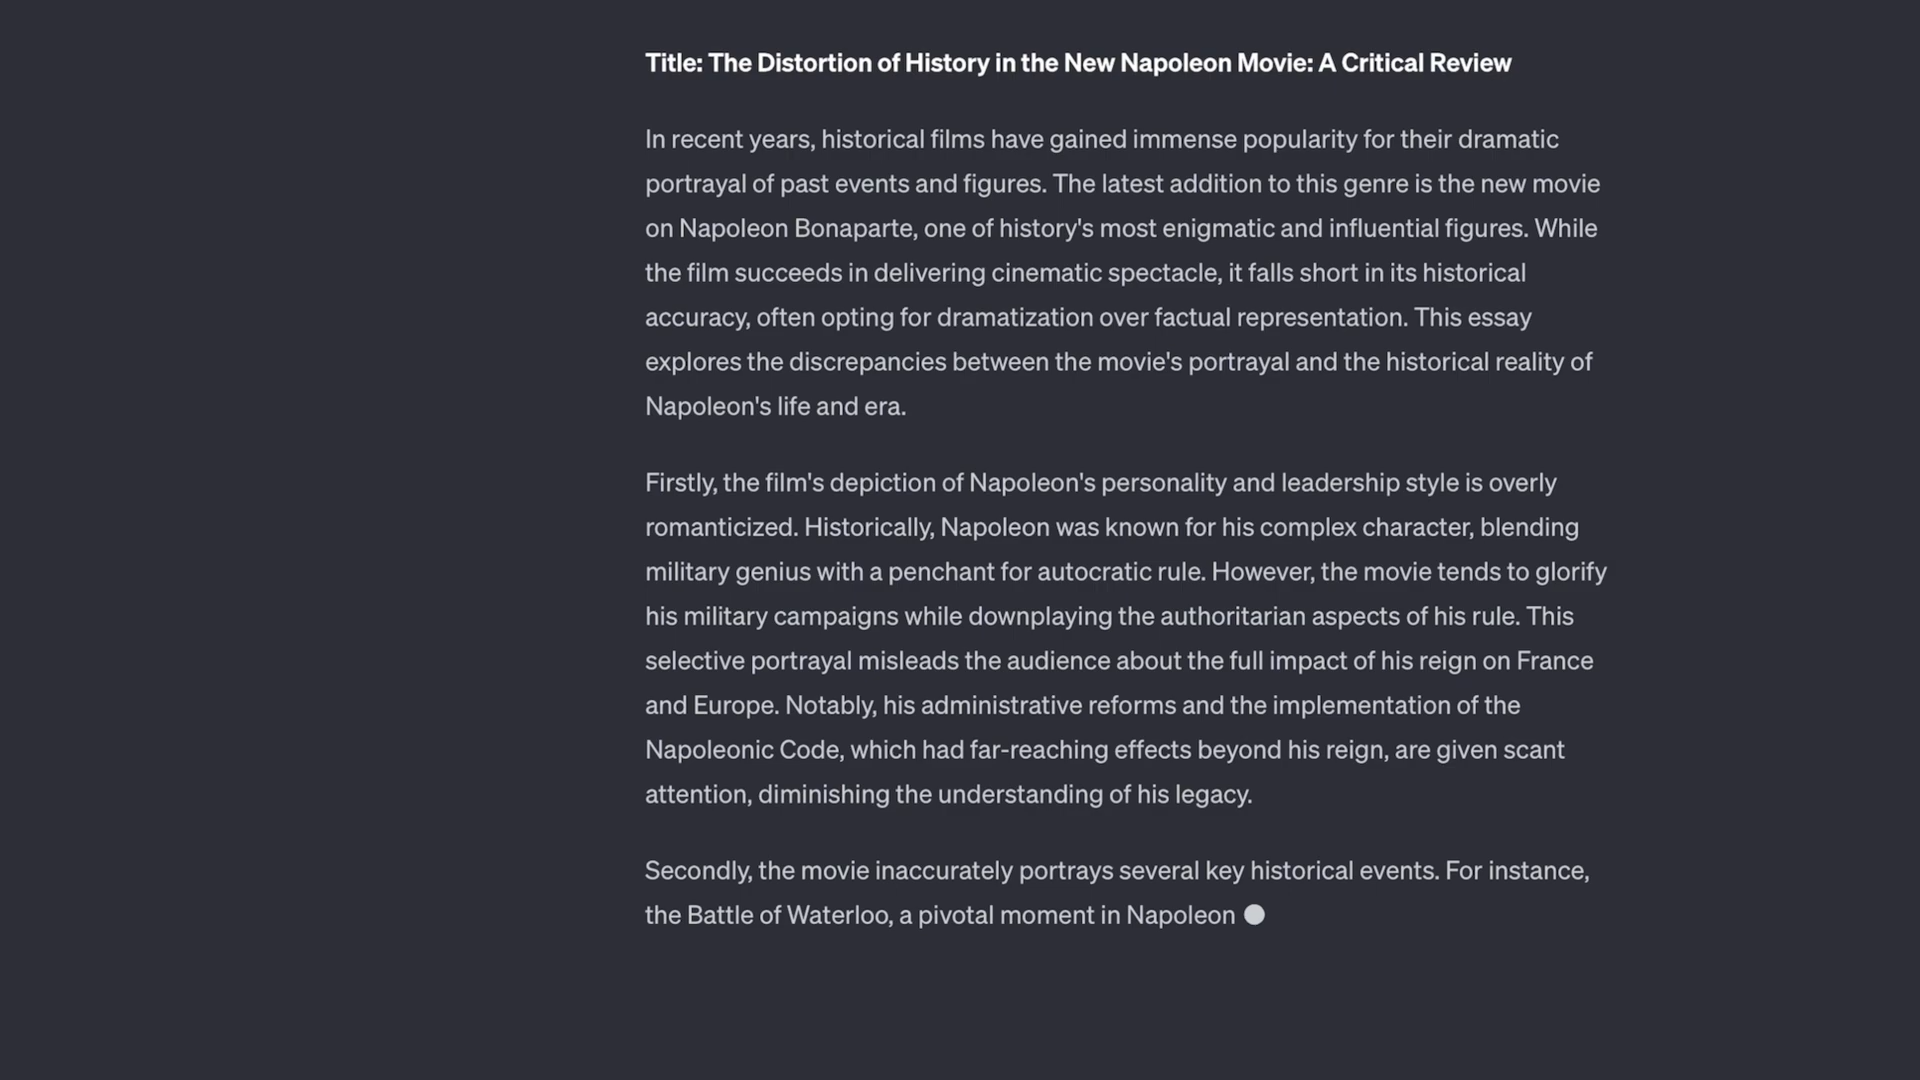 Title: The Distortion of History in the New Napoleon Movie: A Critical Review
In recent years, historical films have gained immense popularity for their dramatic
portrayal of past events and figures. The latest addition to this genre is the new movie
on Napoleon Bonaparte, one of history's most enigmatic and influential figures. While
the film succeeds in delivering cinematic spectacle, it falls short in its historical
accuracy, often opting for dramatization over factual representation. This essay
explores the discrepancies between the movie's portrayal and the historical reality of
Napoleon's life and era.
Firstly, the film's depiction of Napoleon's personality and leadership style is overly
romanticized. Historically, Napoleon was known for his complex character, blending
military genius with a penchant for autocratic rule. However, the movie tends to glorify
his military campaigns while downplaying the authoritarian aspects of his rule. This
selective portrayal misleads the audience about the full impact of his reign on France
and Europe. Notably, his administrative reforms and the implementation of the
Napoleonic Code, which had far-reaching effects beyond his reign, are given scant
attention, diminishing the understanding of his legacy.
Secondly, the movie inaccurately portrays several key historical events. For instance,
the Battle of Waterloo, a pivotal moment in Napoleon